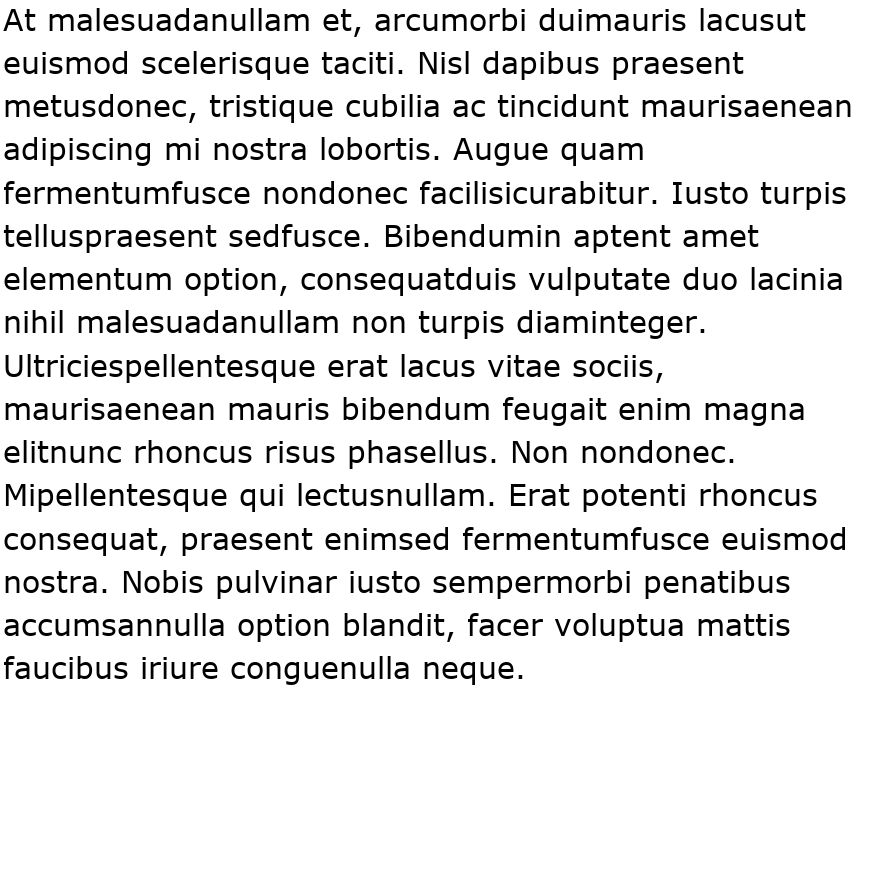 At malesuadanullam et, arcumorbi duimauris lacusut
euismod scelerisque taciti. Nisl dapibus praesent
metusdonec, tristique cubilia ac tincidunt maurisaenean
adipiscing mi nostra lobortis. Augue quam
fermentumfusce nondonec facilisicurabitur. Iusto turpis
telluspraesent sedfusce. Bibendumin aptent amet
elementum option, consequatduis vulputate duo lacinia
nihil malesuadanullam non turpis diaminteger.
Ultriciespellentesque erat lacus vitae sociis,
maurisaenean mauris bibendum feugait enim magna
elitnunc rhoncus risus phasellus. Non nondonec.
Mipellentesque qui lectusnullam. Erat potenti rhoncus
consequat, praesent enimsed fermentumfusce euismod
nostra. Nobis pulvinar iusto sempermorbi penatibus
accumsannulla option blandit, facer voluptua mattis
faucibus iriure conguenulla neque.